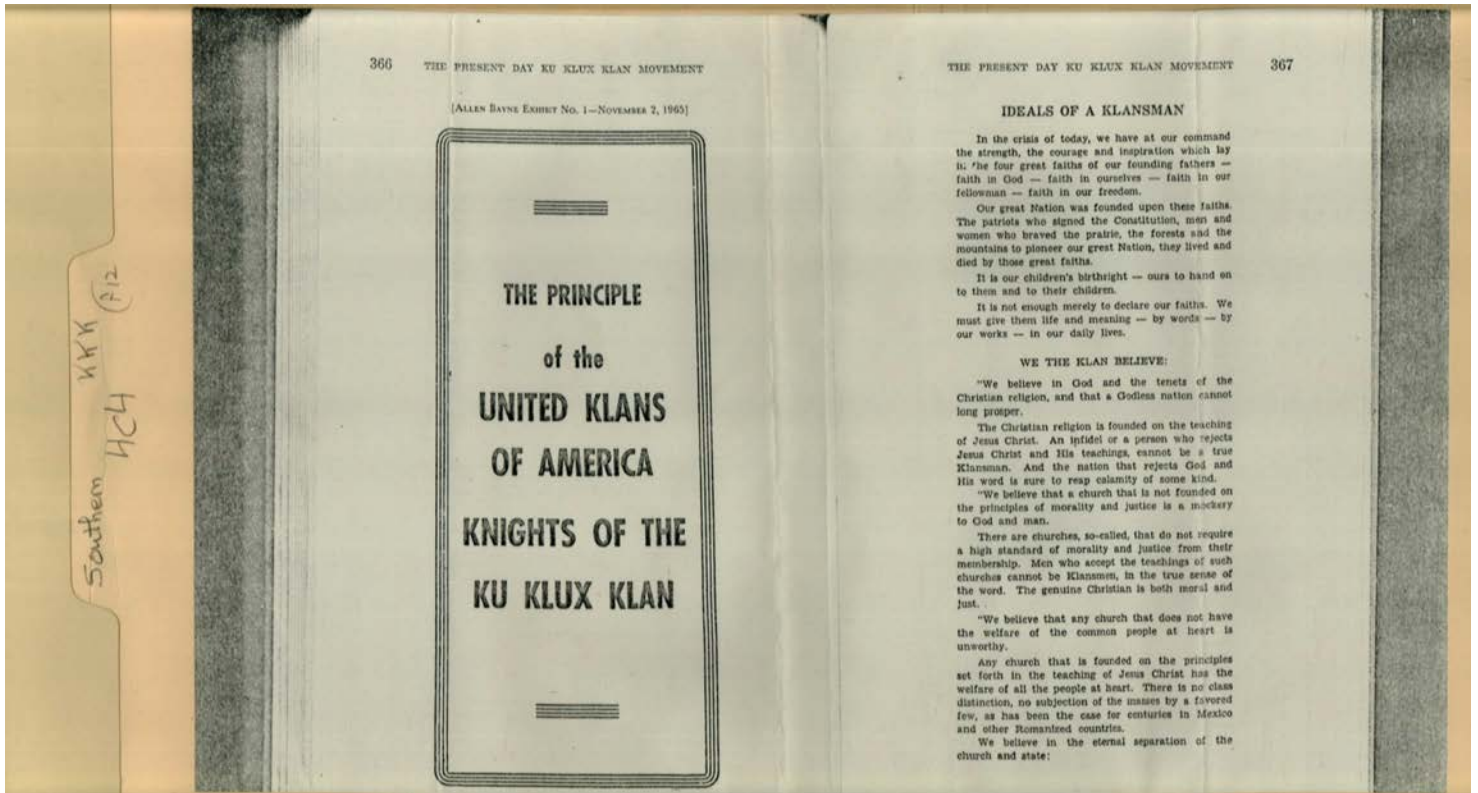 Southern KKK (F12
4C4
366 THE PRESENT DAY KU KLUX KLAN MOVEMENT
[ALLEN BAYNE EXHIBIT NO. 1—NOVEMBER 2, 1965]
THE PRINCIPLE
of the
UNITED KLANS
OF AMERICA
KNIGHTS OF THE
KU KLUX KLAN
THE PRESENT DAY KU KLUX KLAN MOVEMENT 367
IDEALS OF A KLANSMAN
In the crisis of today, we have at our command
the strength, the courage and inspiration which lay
in the four great faiths of our founding fathers —
faith in God — faith in ourselves — faith in our
fellowman — faith in our freedom.
Our great Nation was founded upon these faiths.
The patriots who signed the Constitution, men and
women who braved the prairie, the forests and the
mountains to pioneer our great Nation, they lived and
died by those great faiths.
It is our children's birthright — ours to hand on
to them and to their children.
It is not enough merely to declare our faiths. We
must give them life and meaning — by words — by
our works — in our daily lives.
WE THE KLAN BELIEVE:
"We believe in God and the tenets of the
Christian religion, and that a Godless nation cannot
long prosper.
The Christian religion is founded on the teaching
of Jesus Christ. An infidel or a person who rejects
Jesus Christ and His teachings, cannot be a true
Klansman. And the nation that rejects God and
His word is sure to reap calamity of some kind.
"We believe that a church that is not founded on
the principles of morality and justice is a mockery
to God and man.
There are churches, so-called, that do not require
a high standard of morality and justice from their
membership. Men who accept the teachings of such
churches cannot be Klansmen, in the true sense of
the word. The genuine Christian is both moral and
just.
"We believe that any church that does not have
the welfare of the common people at heart is
unworthy.
Any church that is founded on the principles
set forth in the teaching of Jesus Christ has the
welfare of all the people at heart. There is no class
distinction, no subjection of the masses by a favored
few, as has been the case for centuries in Mexico
and other Romanized countries.
We believe in the eternal separation of the
church and state: